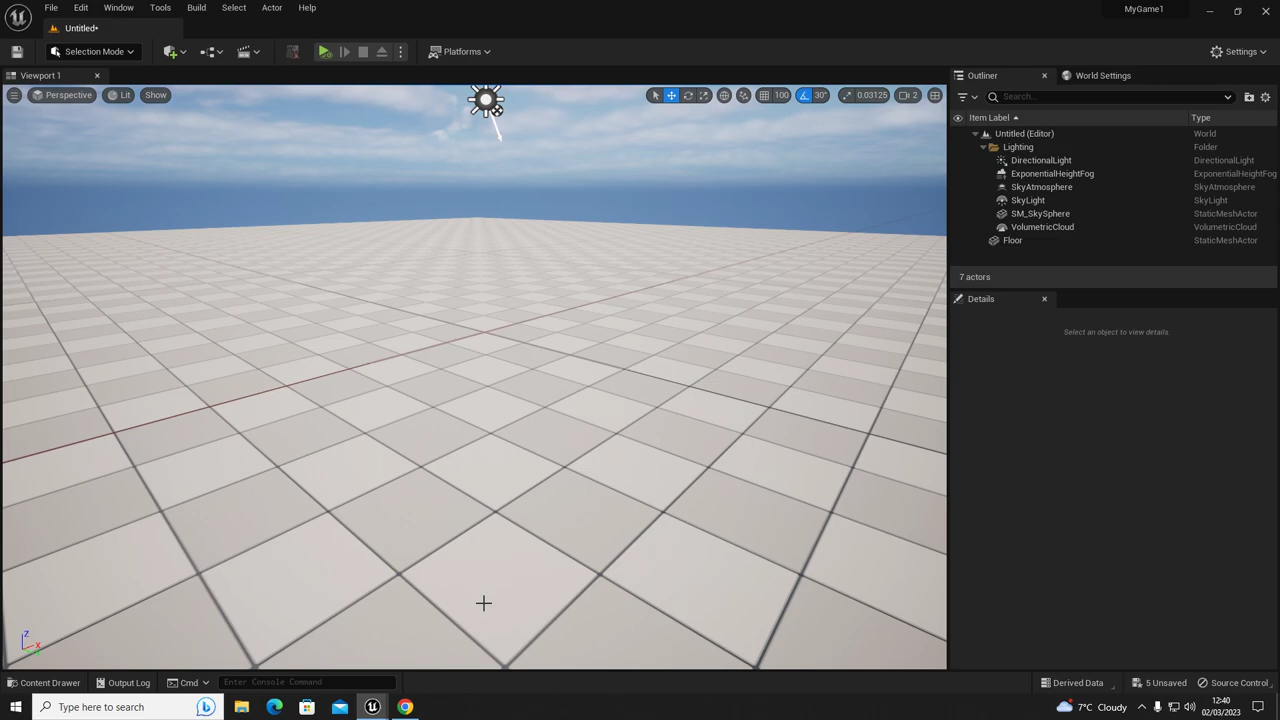 File Edit Window Tools Build Select Actor Help
MyGame1
Untitled*
Selection Mode
Platforms
Settings
Viewport 1
Outliner
World Settings
Perspective Lit Show
100 30° 0.03125 2
Search...
Item Label Type
Untitled (Editor) World
Lighting Folder
DirectionalLight DirectionalLight
ExponentialHeightFog ExponentialHeightFog
SkyAtmosphere SkyAtmosphere
SkyLight SkyLight
SM_SkySphere StaticMeshActor
VolumetricCloud VolumetricCloud
Floor StaticMeshActor
7 actors
Details
Select an object to view details.
Z
X
Content Drawer Output Log Cmd Enter Console Command
Derived Data 5 Unsaved Source Control
Type here to search
7°C Cloudy
12:40
02/03/2023